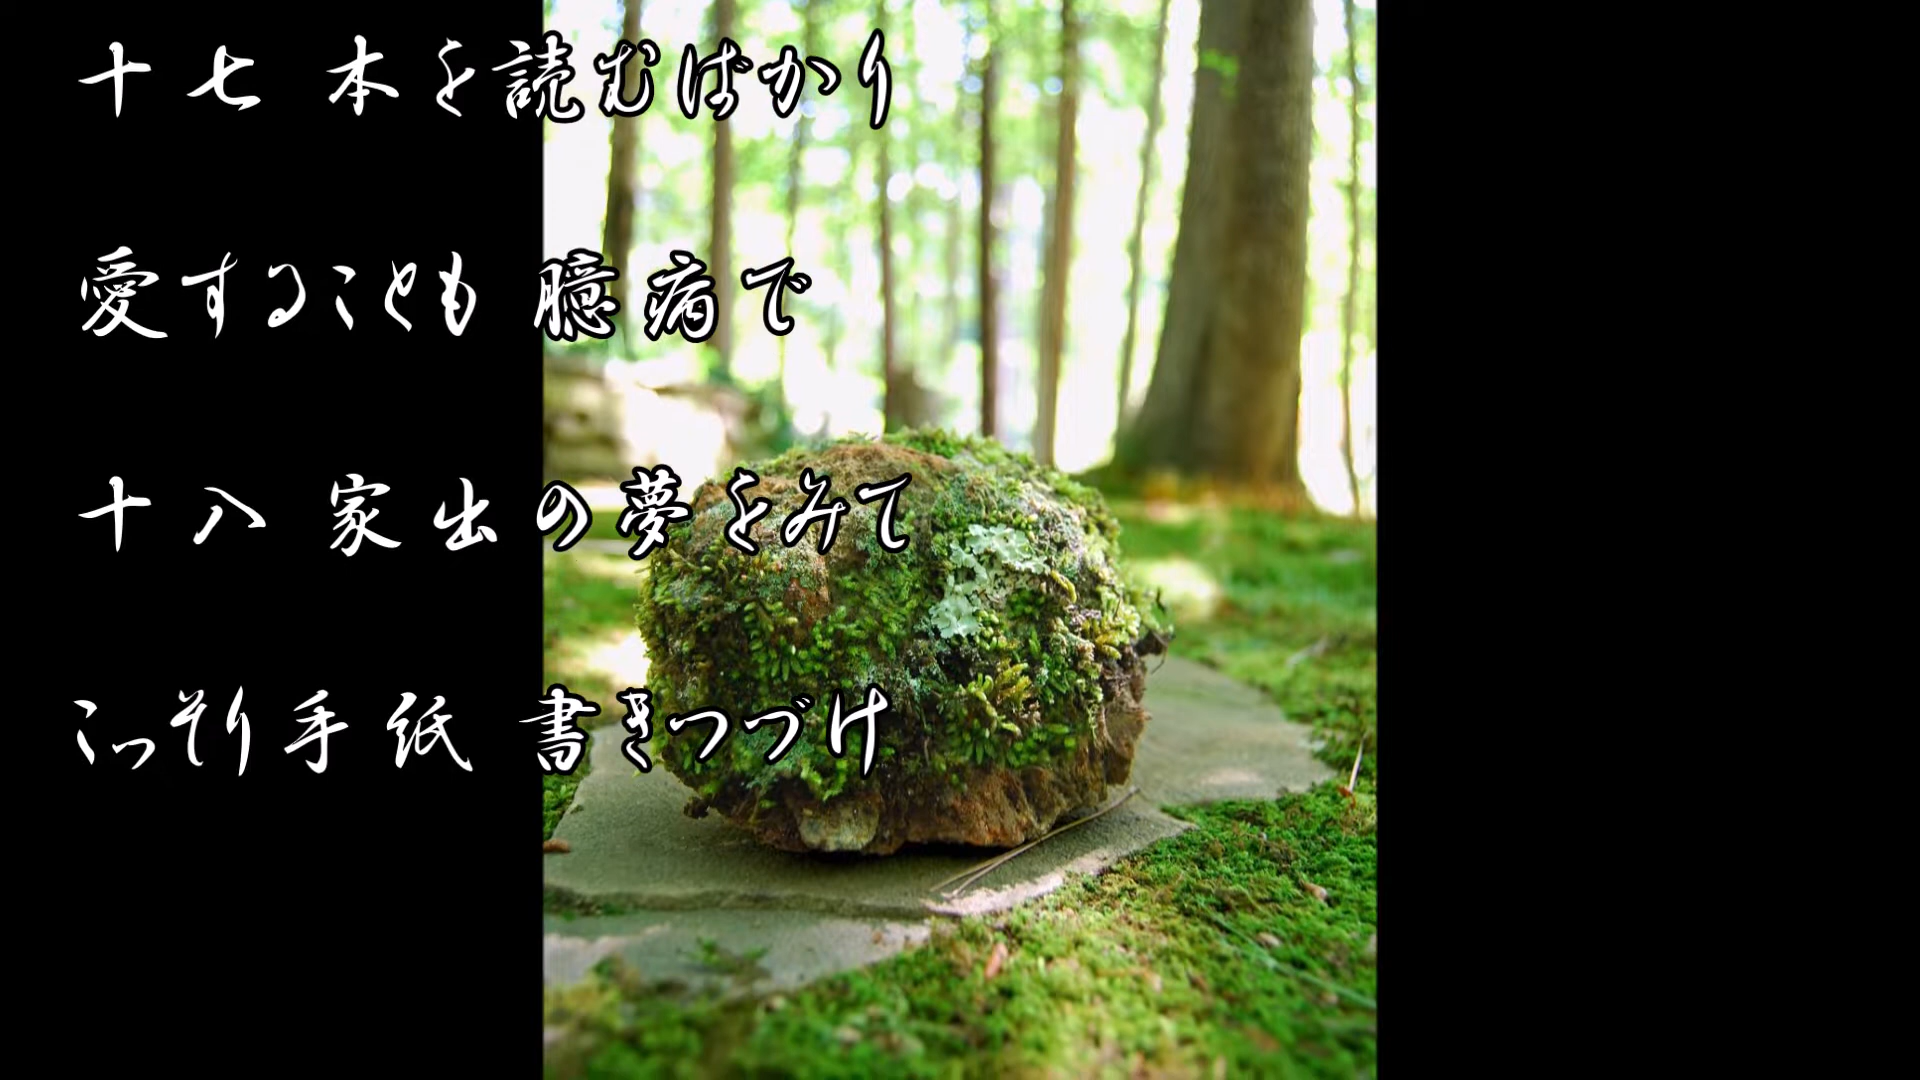 十七 本を読むばかり
愛することも 臆病で
十八 家出の夢をみて
こっそり手紙 書きつづけ